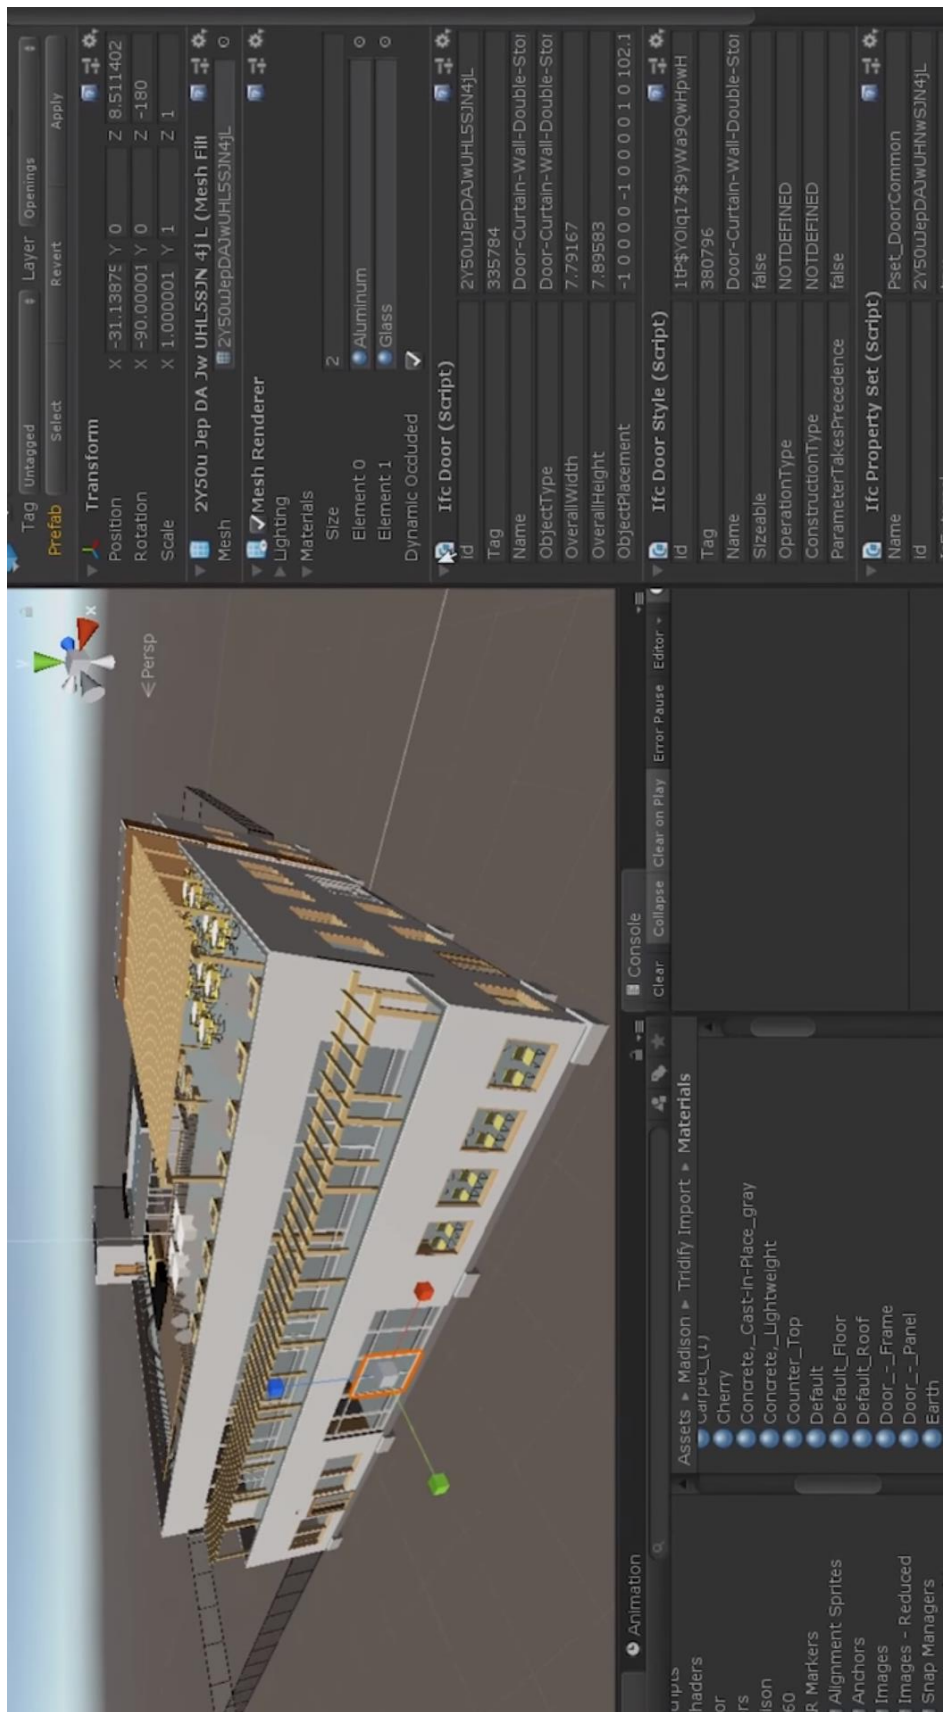 Tag Untagged Layer Openings
Prefab Select Revert Apply
Transform
Position X -31.13875 Y 0 Z 8.511402
Rotation X -90.00001 Y 0 Z -180
Scale X 1.000001 Y 1 Z 1
2Y50u Jep DA Jw UHL5SJN 4j L (Mesh Filt
Mesh 2Y50uJepDAJwUHL5SJN4jL
Mesh Renderer
Lighting
Materials
Size 2
Element 0 Aluminum
Element 1 Glass
Dynamic Occluded
Ifc Door (Script)
Id 2Y50uJepDAJwUHL5SJN4jL
Tag 335784
Name Door-Curtain-Wall-Double-Stor
ObjectType Door-Curtain-Wall-Double-Stor
OverallWidth 7.79167
OverallHeight 7.89583
ObjectPlacement -1 0 0 0 0 -1 0 0 0 0 1 0 102.1
Ifc Door Style (Script)
Id 1tP$YOlq17$9yWa9QwHpwH
Tag 380796
Name Door-Curtain-Wall-Double-Stor
Sizeable false
OperationType NOTDEFINED
ConstructionType NOTDEFINED
ParameterTakesPrecedence false
Ifc Property Set (Script)
Name Pset_DoorCommon
Id 2Y50uJepDAJwUHNwSJN4jL
y
x
Persp
Animation
Console
Clear Collapse Clear on Play Error Pause Editor
Assets Madison Tridify Import Materials
Carpet_(1)
Cherry
Concrete,_Cast-in-Place_gray
Concrete,_Lightweight
Counter_Top
Default
Default_Floor
Default_Roof
Door_-_Frame
Door_-_Panel
Earth
R Markers
Alignment Sprites
Anchors
Images
Images - Reduced
Snap Managers